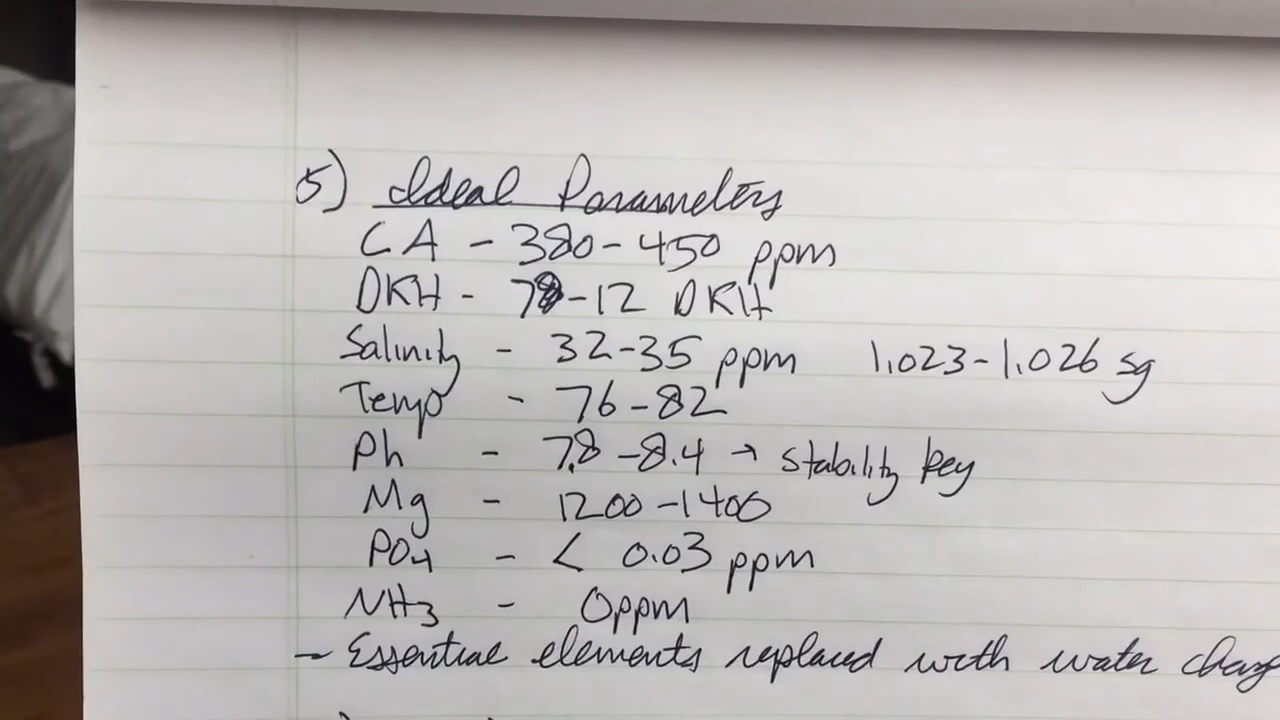 5) Ideal Parameters
CA - 380-450 ppm
DKH - 7-12 DKH
Salinity - 32-35 ppm 1.023-1.026 sg
Temp - 76-82
Ph - 7.8-8.4 → stability key
Mg - 1200-1400
PO4 - < 0.03 ppm
NH3 - 0ppm
- Essential elements replaced with water